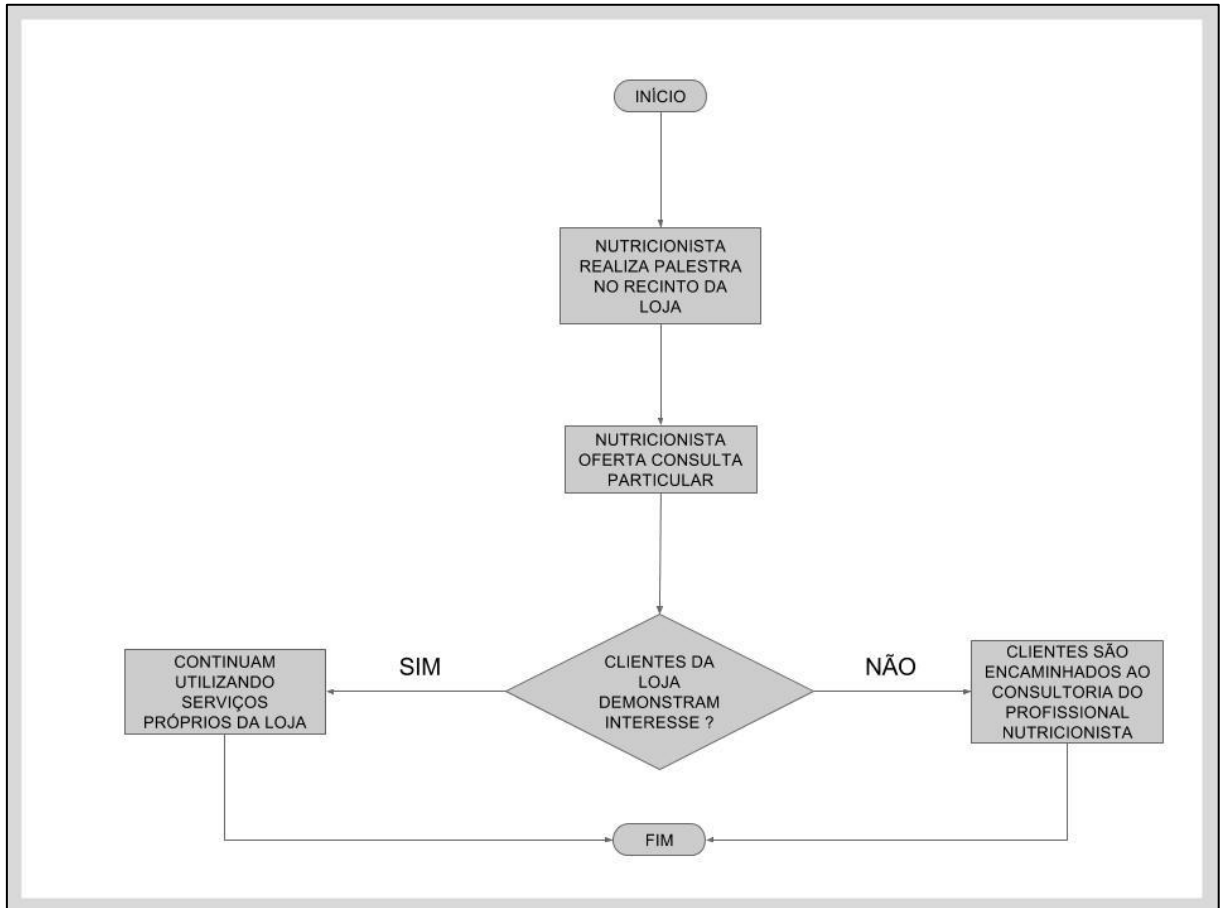 INÍCIO
NUTRICIONISTA
REALIZA PALESTRA
NO RECINTO DA
LOJA
NUTRICIONISTA
OFERTA CONSULTA
PARTICULAR
CONTINUAM
UTILIZANDO
SERVIÇOS
PRÓPRIOS DA LOJA
SIM
CLIENTES DA
LOJA
DEMONSTRAM
INTERESSE ?
NÃO
CLIENTES SÃO
ENCAMINHADOS AO
CONSULTORIA DO
PROFISSIONAL
NUTRICIONISTA
FIM